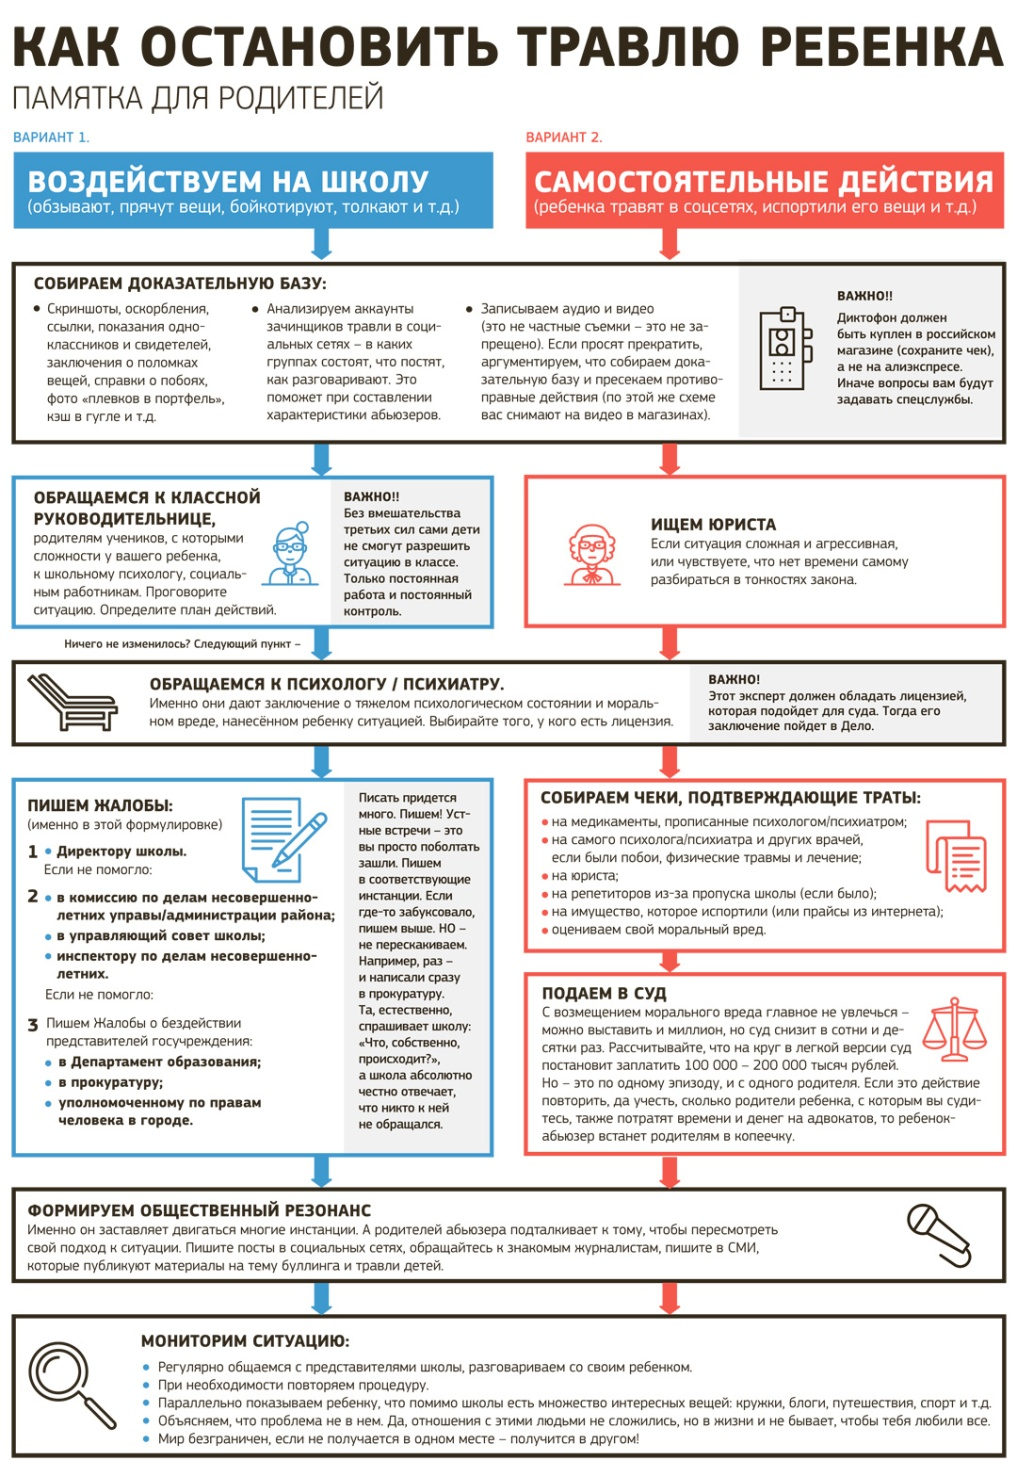 КАК ОСТАНОВИТЬ ТРАВЛЮ РЕБЕНКА
ПАМЯТКА ДЛЯ РОДИТЕЛЕЙ
ВАРИАНТ 1.
ВОЗДЕЙСТВУЕМ НА ШКОЛУ
(обзывают, прячут вещи, бойкотируют, толкают и т.д.)
ВАРИАНТ 2.
САМОСТОЯТЕЛЬНЫЕ ДЕЙСТВИЯ
(ребенка травят в соцсетях, испортили его вещи и т.д.)
СОБИРАЕМ ДОКАЗАТЕЛЬНУЮ БАЗУ:
• Скриншоты, оскорбления,
ссылки, показания одно-
классников и свидетелей,
заключения о поломках
вещей, справки о побоях,
фото «плевков в портфель»,
кэш в гугле и т.д.
• Анализируем аккаунты
зачинщиков травли в соци-
альных сетях – в каких
группах состоят, что постят,
как разговаривают. Это
поможет при составлении
характеристики абьюзеров.
• Записываем аудио и видео
(это не частные съемки – это не за-
прещено). Если просят прекратить,
аргументируем, что собираем дока-
зательную базу и пресекаем противо-
правные действия (по этой же схеме
вас снимают на видео в магазинах).
ВАЖНО!!
Диктофон должен
быть куплен в российском
магазине (сохраните чек),
а не на алиэкспресе.
Иначе вопросы вам будут
задавать спецслужбы.
ОБРАЩАЕМСЯ К КЛАССНОЙ
РУКОВОДИТЕЛЬНИЦЕ,
родителям учеников, с которыми
сложности у вашего ребенка,
к школьному психологу, социаль-
ным работникам. Проговорите
ситуацию. Определите план действий.
ВАЖНО!!
Без вмешательства
третьих сил сами дети
не смогут разрешить
ситуацию в классе.
Только постоянная
работа и постоянный
контроль.
ИЩЕМ ЮРИСТА
Если ситуация сложная и агрессивная,
или чувствуете, что нет времени самому
разбираться в тонкостях закона.
Ничего не изменилось? Следующий пункт –
ОБРАЩАЕМСЯ К ПСИХОЛОГУ / ПСИХИАТРУ.
Именно они дают заключение о тяжелом психологическом состоянии и мораль-
ном вреде, нанесённом ребенку ситуацией. Выбирайте того, у кого есть лицензия.
ВАЖНО!
Этот эксперт должен обладать лицензией,
которая подойдет для суда. Тогда его
заключение пойдет в Дело.
ПИШЕМ ЖАЛОБЫ:
(именно в этой формулировке)
1 • Директору школы.
Если не помогло:
2 • в комиссию по делам несовершенно-
летних управы/администрации района;
• в управляющий совет школы;
• инспектору по делам несовершенно-
летних.
Если не помогло:
3 Пишем Жалобы о бездействии
представителей госучреждения:
• в Департамент образования;
• в прокуратуру;
• уполномоченному по правам
человека в городе.
Писать придется
много. Пишем! Уст-
ные встречи – это
вы просто поболтать
зашли. Пишем
в соответствующие
инстанции. Если
где-то забуксовало,
пишем выше. НО –
не перескакиваем.
Например, раз –
и написали сразу
в прокуратуру.
Та, естественно,
спрашивает школу:
«Что, собственно,
происходит?»,
а школа абсолютно
честно отвечает,
что никто к ней
не обращался.
СОБИРАЕМ ЧЕКИ, ПОДТВЕРЖДАЮЩИЕ ТРАТЫ:
• на медикаменты, прописанные психологом/психиатром;
• на самого психолога/психиатра и других врачей,
если были побои, физические травмы и лечение;
• на юриста;
• на репетиторов из-за пропуска школы (если было);
• на имущество, которое испортили (или прайсы из интернета);
• оцениваем свой моральный вред.
ПОДАЕМ В СУД
С возмещением морального вреда главное не увлечься –
можно выставить и миллион, но суд снизит в сотни и де-
сятки раз. Рассчитывайте, что на круг в легкой версии суд
постановит заплатить 100 000 – 200 000 тысяч рублей.
Но – это по одному эпизоду, и с одного родителя. Если это действие
повторить, да учесть, сколько родители ребенка, с которым вы суди-
тесь, также потратят времени и денег на адвокатов, то ребенок-
абьюзер встанет родителям в копеечку.
ФОРМИРУЕМ ОБЩЕСТВЕННЫЙ РЕЗОНАНС
Именно он заставляет двигаться многие инстанции. А родителей абьюзера подталкивает к тому, чтобы пересмотреть
свой подход к ситуации. Пишите посты в социальных сетях, обращайтесь к знакомым журналистам, пишите в СМИ,
которые публикуют материалы на тему буллинга и травли детей.
МОНИТОРИМ СИТУАЦИЮ:
• Регулярно общаемся с представителями школы, разговариваем со своим ребенком.
• При необходимости повторяем процедуру.
• Параллельно показываем ребенку, что помимо школы есть множество интересных вещей: кружки, блоги, путешествия, спорт и т.д.
• Объясняем, что проблема не в нем. Да, отношения с этими людьми не сложились, но в жизни и не бывает, чтобы тебя любили все.
• Мир безграничен, если не получается в одном месте – получится в другом!